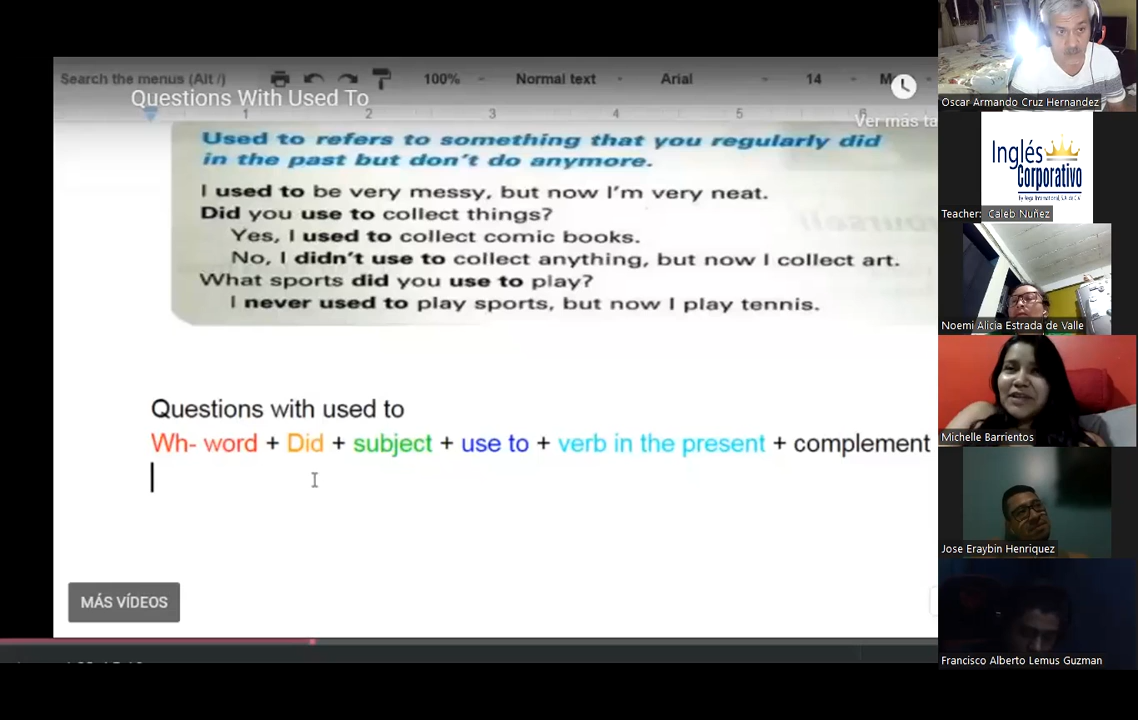 Search the menus (Alt /)
100%
Normal text
Arial
14
Questions With Used To
1
2
3
4
5
Ver más ta
Used to refers to something that you regularly did
in the past but don't do anymore.
I used to be very messy, but now I'm very neat.
Did you use to collect things?
Yes, I used to collect comic books.
No, I didn't use to collect anything, but now I collect art.
What sports did you use to play?
I never used to play sports, but now I play tennis.
Questions with used to
Wh- word + Did + subject + use to + verb in the present + complement
MÁS VÍDEOS
Oscar Armando Cruz Hernandez
Inglés
Corporativo
Teacher: Caleb Nuñez
Noemi Alicia Estrada de Valle
Michelle Barrientos
Jose Eraybin Henriquez
Francisco Alberto Lemus Guzman